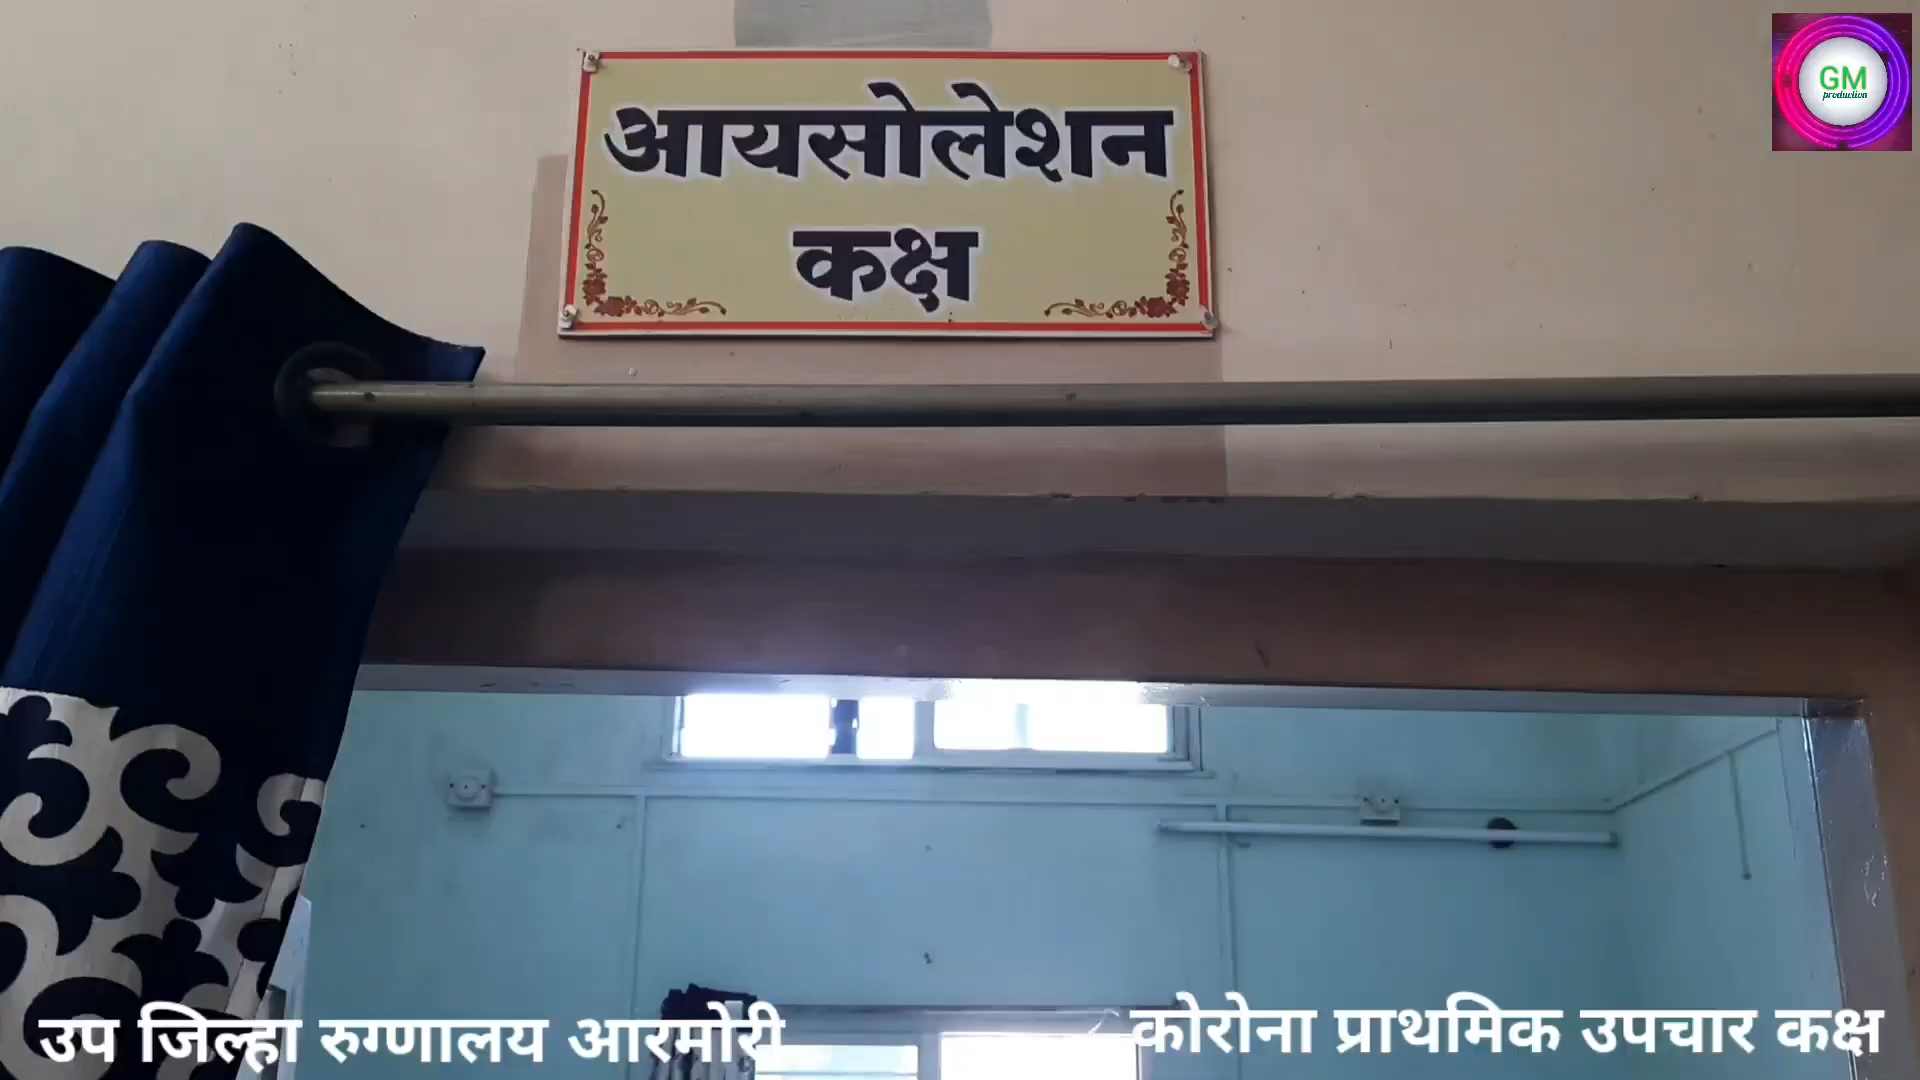 GM
production
आयसोलेशन
कक्ष
उप जिल्हा रुग्णालय आरमोरी
कोरोना प्राथमिक उपचार कक्ष